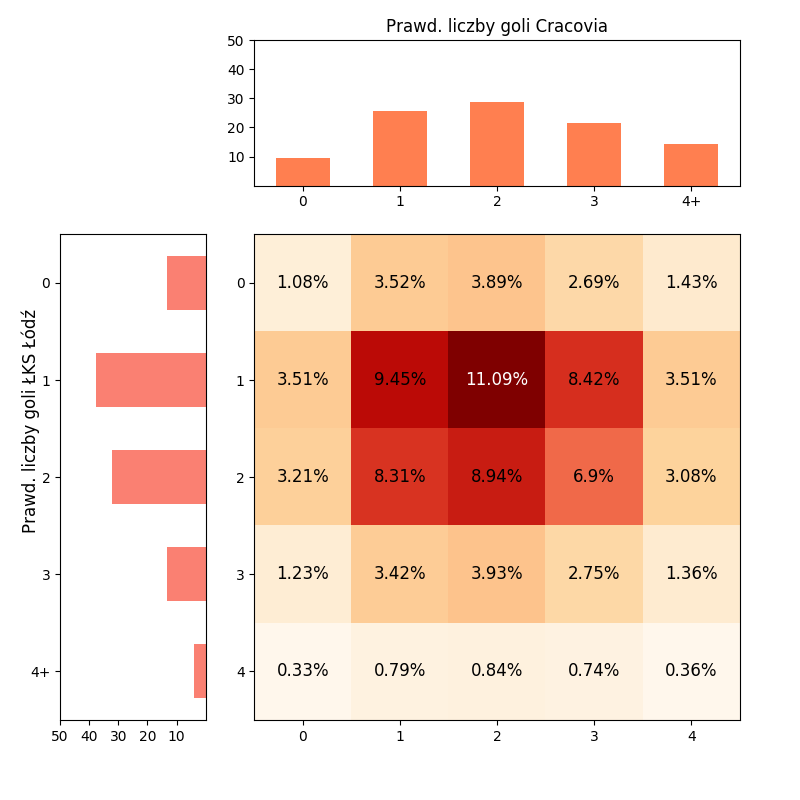 Prawd. liczby goli Cracovia
50
40
30
20
10
0 1 2 3 4+
Prawd. liczby goli ŁKS Łódź
0
1
2
3
4+
50 40 30 20 10
0 1.08% 3.52% 3.89% 2.69% 1.43%
1 3.51% 9.45% 11.09% 8.42% 3.51%
2 3.21% 8.31% 8.94% 6.9% 3.08%
3 1.23% 3.42% 3.93% 2.75% 1.36%
4 0.33% 0.79% 0.84% 0.74% 0.36%
0 1 2 3 4